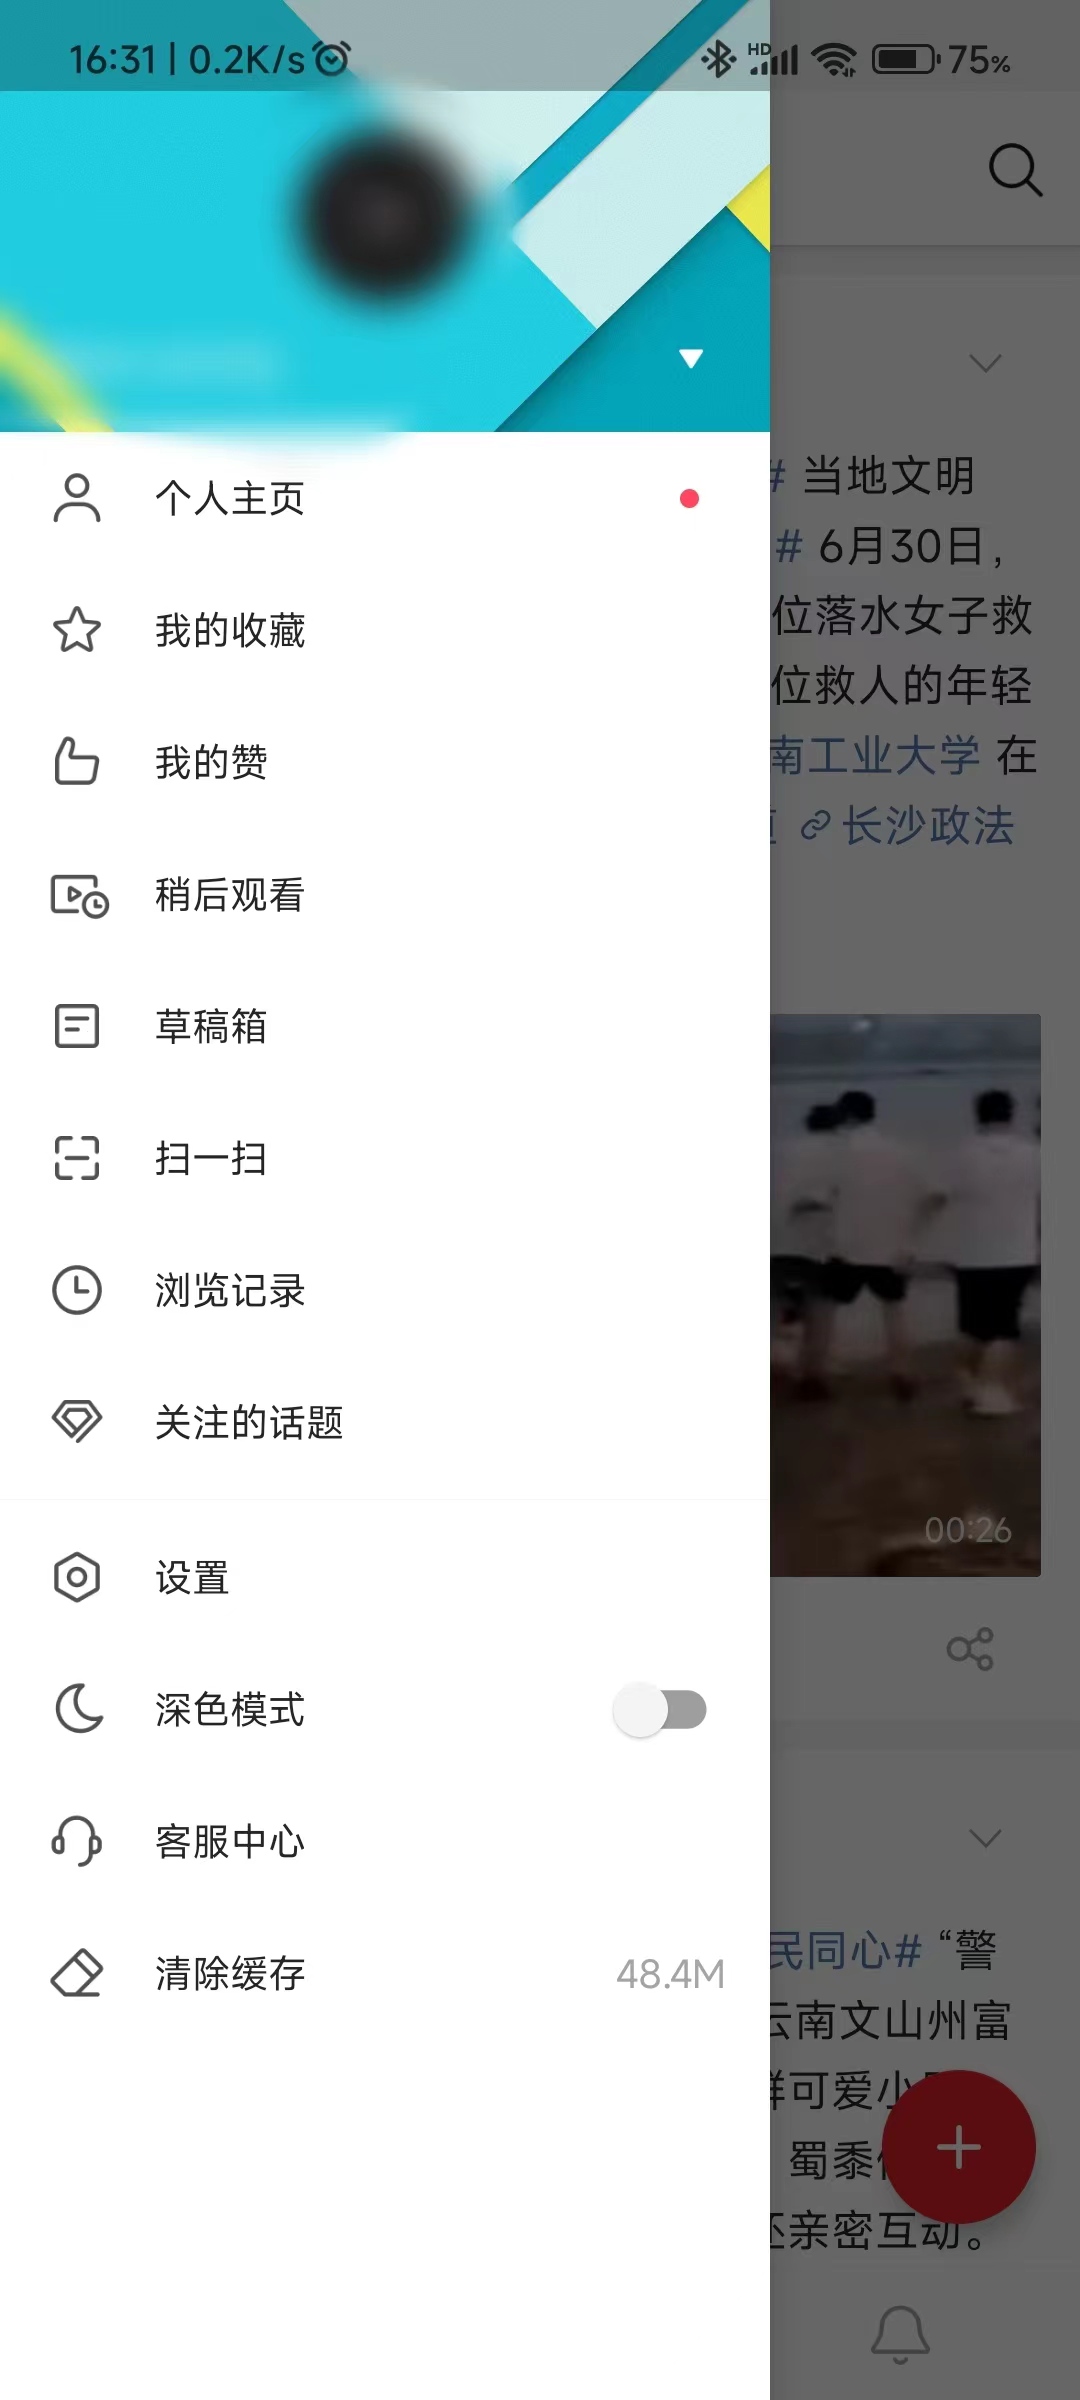 16:31 | 0.2K/s
HD
75%
个人主页
我的收藏
我的赞
稍后观看
草稿箱
扫一扫
浏览记录
关注的话题
设置
深色模式
客服中心
清除缓存 48.4M
# 当地文明
# 6月30日,
位落水女子救
位救人的年轻
南工业大学 在
长沙政法
00:26
民同心# “警
云南文山州富
可爱小
蜀黍
亲密互动。